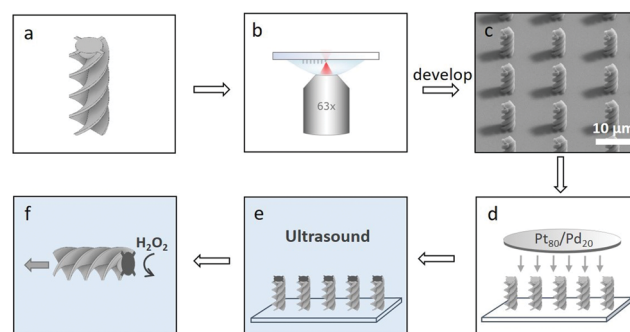 a
b
63x
develop
c
10 μm
d
Pt₈₀/Pd₂₀
e
Ultrasound
f
H₂O₂